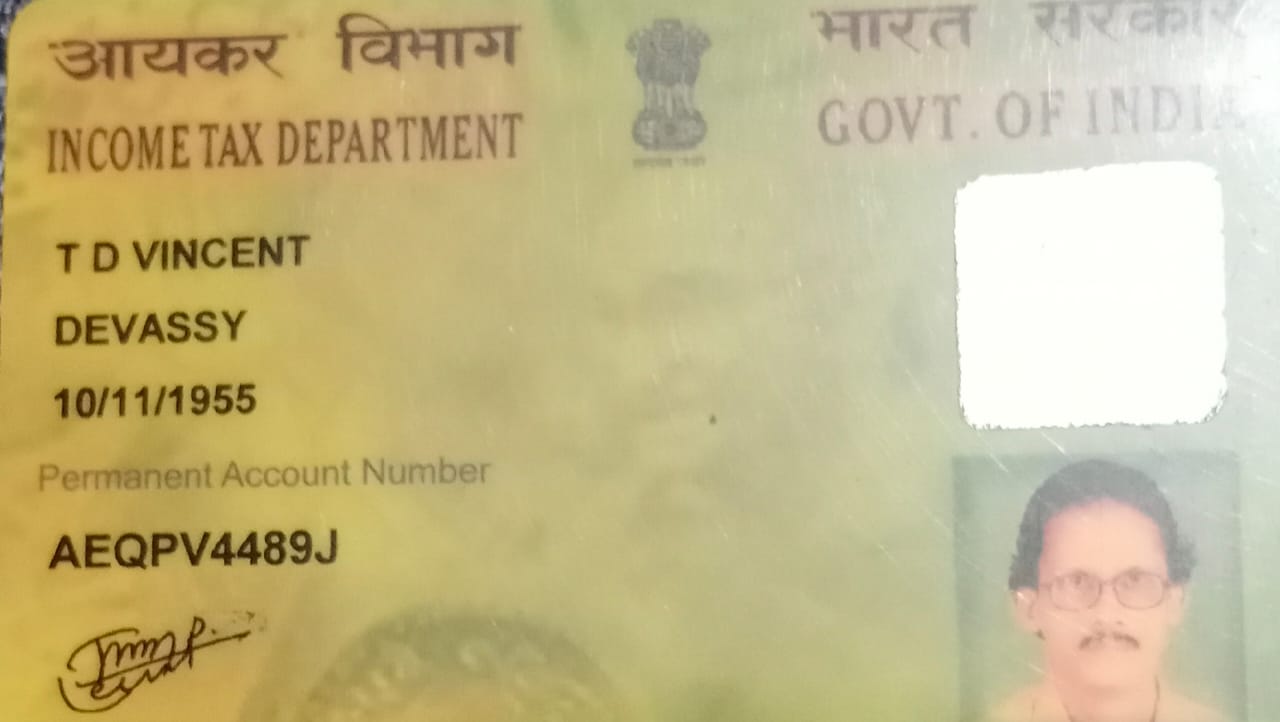 आयकर विभाग
भारत सरकार
INCOME TAX DEPARTMENT
GOVT. OF INDIA
T D VINCENT
DEVASSY
10/11/1955
Permanent Account Number
AEQPV4489J